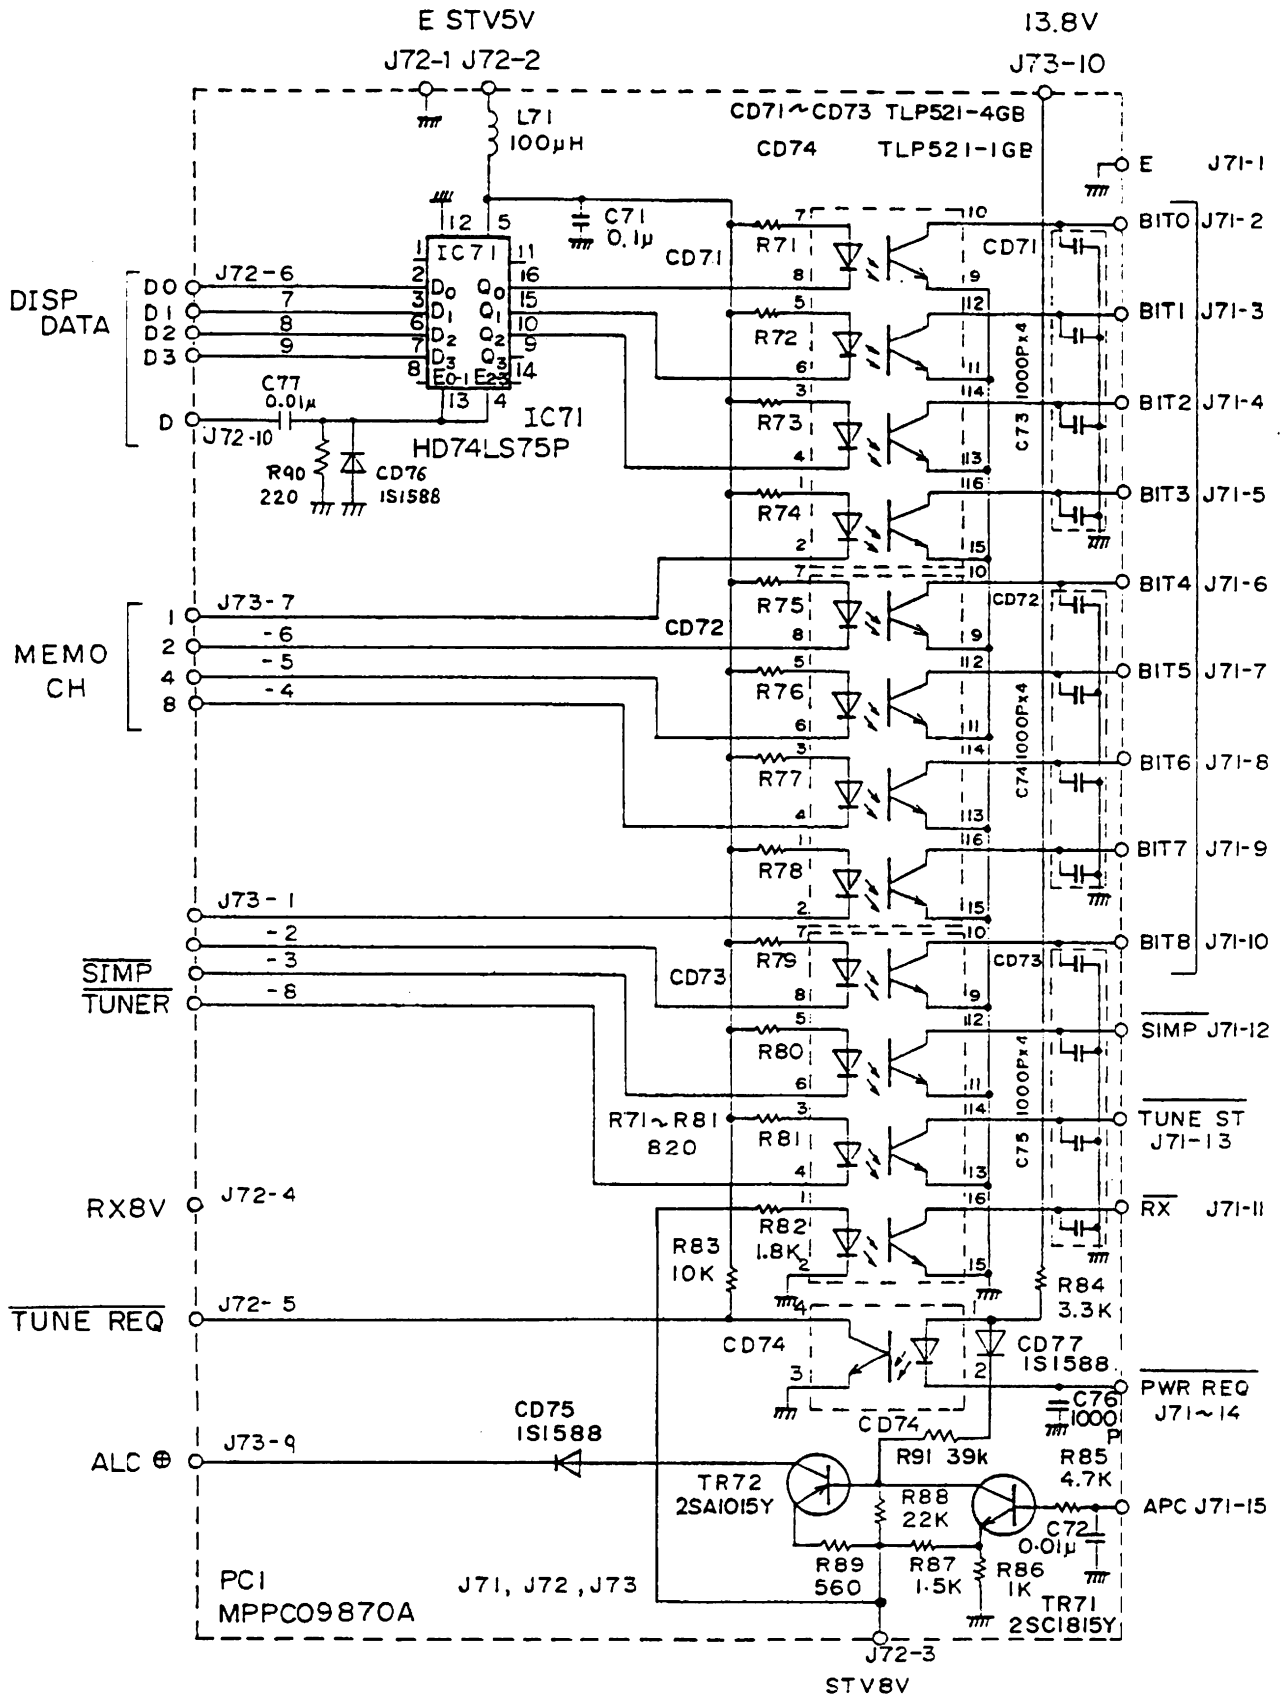 E STV5V
13.8V
J72-1 J72-2
J73-10
CD71~CD73 TLP521-4GB
CD74 TLP521-1GB
L71
100μH
E J71-1
12 5
C71
0.1μ
IC71
1
11
2
16
3
15
6
10
7
9
8
14
D0 Q0
D1 Q1
D2 Q2
D3 Q3
E0-1 E23
13 4
IC71
HD74LS75P
DISP
DATA
D0 J72-6
D1 7
D2 8
D3 9
D J72-10
C77
0.01μ
R90
220
CD76
1S1588
CD71
7
R71
8
10
CD71
9
BIT0 J71-2
5
R72
6
12
11
BIT1 J71-3
3
R73
4
14
13
BIT2 J71-4
C73 1000P×4
1
R74
2
16
15
BIT3 J71-5
7
R75
8
10
CD72
9
BIT4 J71-6
CD72
5
R76
6
12
11
BIT5 J71-7
C74 1000P×4
3
R77
4
14
13
BIT6 J71-8
1
R78
2
16
15
BIT7 J71-9
MEMO
CH
1 J73-7
2 -6
4 -5
8 -4
J73-1
-2
SIMP -3
TUNER -8
7
R79
8
10
CD73
9
BIT8 J71-10
CD73
5
R80
6
12
11
SIMP J71-12
C75 1000P×4
R71~R81
820
3
R81
4
14
13
TUNE ST
J71-13
RX8V J72-4
1
R82
1.8K
2
16
15
RX J71-11
R83
10K
R84
3.3K
TUNE REQ J72-5
CD74
4
3
1
2
CD77
1S1588
CD74
PWR REQ
J71~14
C76
1000
P
CD75
1S1588
ALC ⊕ J73-9
TR72
2SA1015Y
R91 39k
R88
22K
R85
4.7K
APC J71-15
C72
0.01μ
R89
560
R87
1.5K
R86
1K
TR71
2SC1815Y
PC1
MPPC09870A
J71, J72, J73
J72-3
STV8V